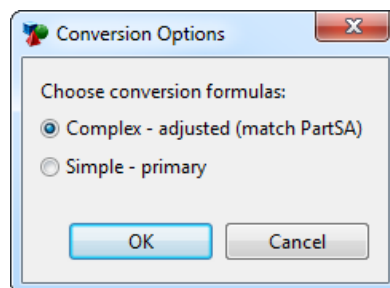 Conversion Options
Choose conversion formulas:
Complex - adjusted (match PartSA)
Simple - primary
OK
Cancel